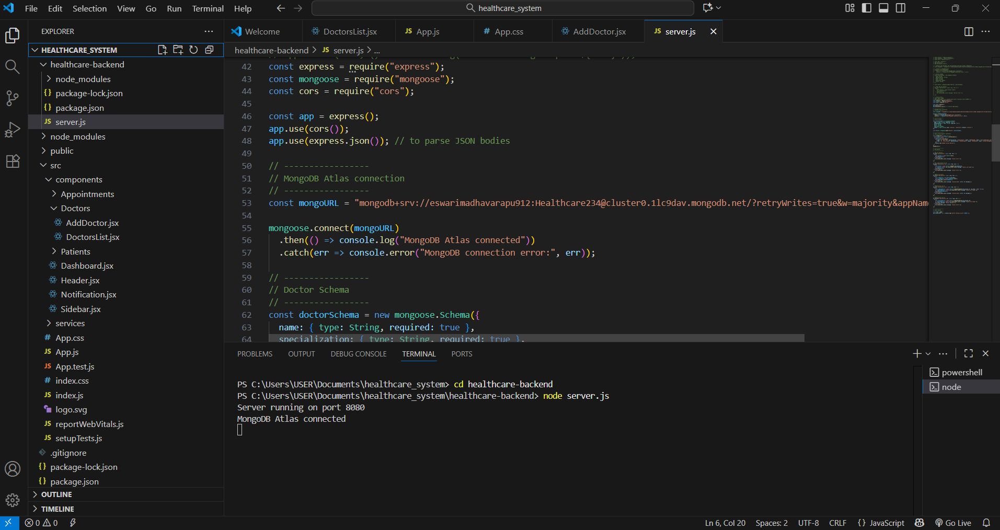 File Edit Selection View Go Run Terminal Help
healthcare_system
EXPLORER
HEALTHCARE_SYSTEM
healthcare-backend
node_modules
package-lock.json
package.json
JS server.js
node_modules
public
src
components
Appointments
Doctors
AddDoctor.jsx
DoctorsList.jsx
Patients
Dashboard.jsx
Header.jsx
Notification.jsx
Sidebar.jsx
services
# App.css
JS App.js
JS App.test.js
# index.css
JS index.js
logo.svg
JS reportWebVitals.js
JS setupTests.js
.gitignore
{} package-lock.json
{} package.json
OUTLINE
TIMELINE
Welcome DoctorsList.jsx JS App.js # App.css AddDoctor.jsx JS server.js
healthcare-backend > JS server.js > ...
42 const express = require("express");
43 const mongoose = require("mongoose");
44 const cors = require("cors");
45
46 const app = express();
47 app.use(cors());
48 app.use(express.json()); // to parse JSON bodies
49
50 // -----------------
51 // MongoDB Atlas connection
52 // -----------------
53 const mongoURL = "mongodb+srv://eswarimadhavarapu912:Healthcare234@cluster0.1lc9dav.mongodb.net/?retryWrites=true&w=majority&appName
54
55 mongoose.connect(mongoURL)
56 .then(() => console.log("MongoDB Atlas connected"))
57 .catch(err => console.error("MongoDB connection error:", err));
58
59 // -----------------
60 // Doctor Schema
61 // -----------------
62 const doctorSchema = new mongoose.Schema({
63 name: { type: String, required: true },
64 specialization: { type: String, required: true },
PROBLEMS OUTPUT DEBUG CONSOLE TERMINAL PORTS
PS C:\Users\USER\Documents\healthcare_system> cd healthcare-backend
PS C:\Users\USER\Documents\healthcare_system\healthcare-backend> node server.js
Server running on port 8080
MongoDB Atlas connected
powershell
node
0 0
Ln 6, Col 20 Spaces: 2 UTF-8 CRLF {} JavaScript Go Live